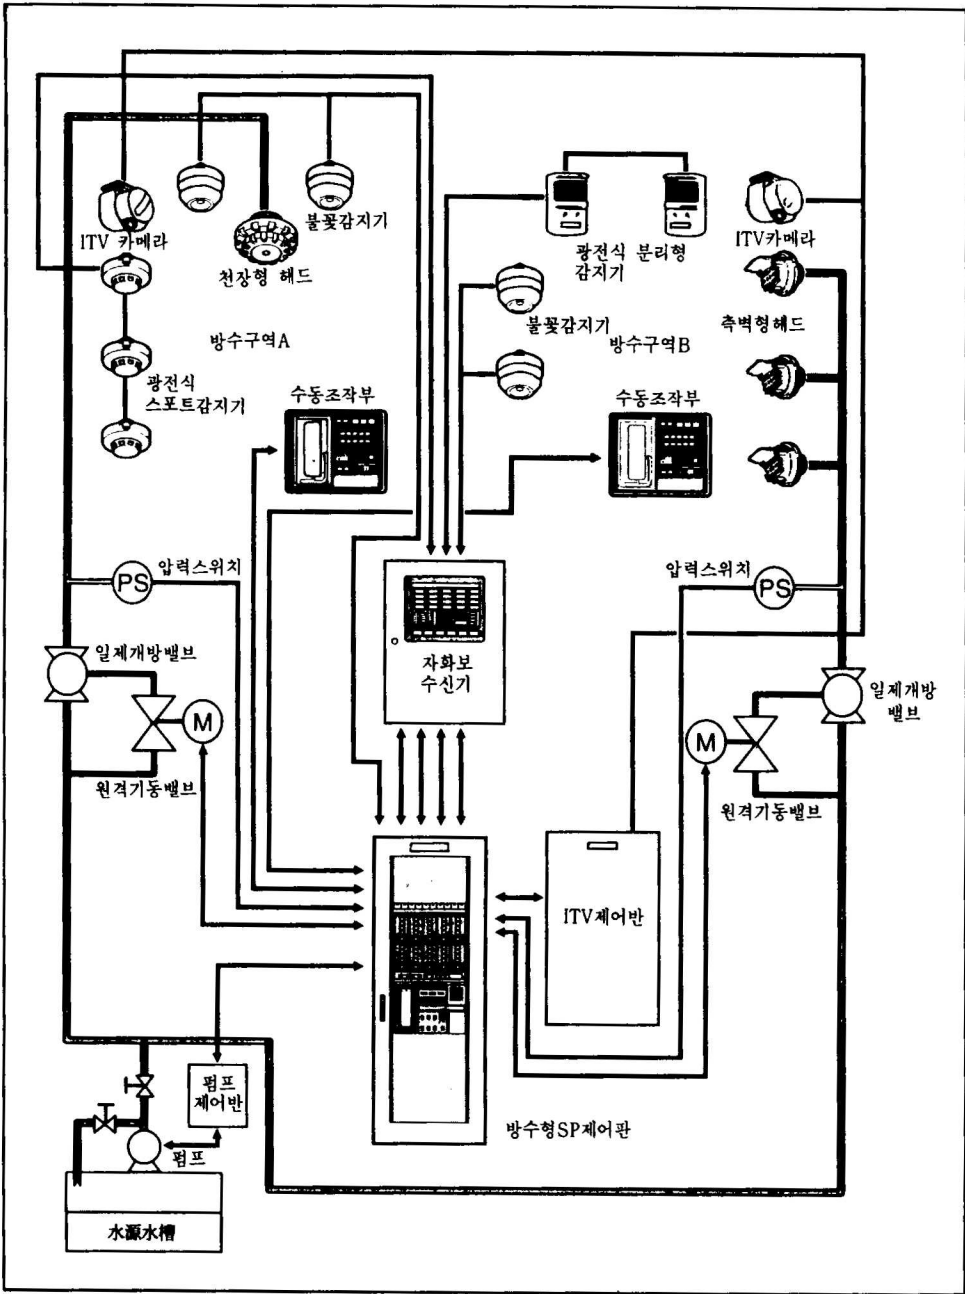 ITV 카메라
불꽃감지기
천장형 헤드
방수구역A
광전식
스포트감지기
수동조작부
광전식 분리형
감지기
ITV카메라
불꽃감지기
측벽형헤드
방수구역B
수동조작부
PS
압력스위치
압력스위치
PS
일제개방밸브
자화보
수신기
일제개방
밸브
M
M
원격기동밸브
원격기동밸브
ITV제어반
펌프
제어반
방수형SP제어판
펌프
水源水槽